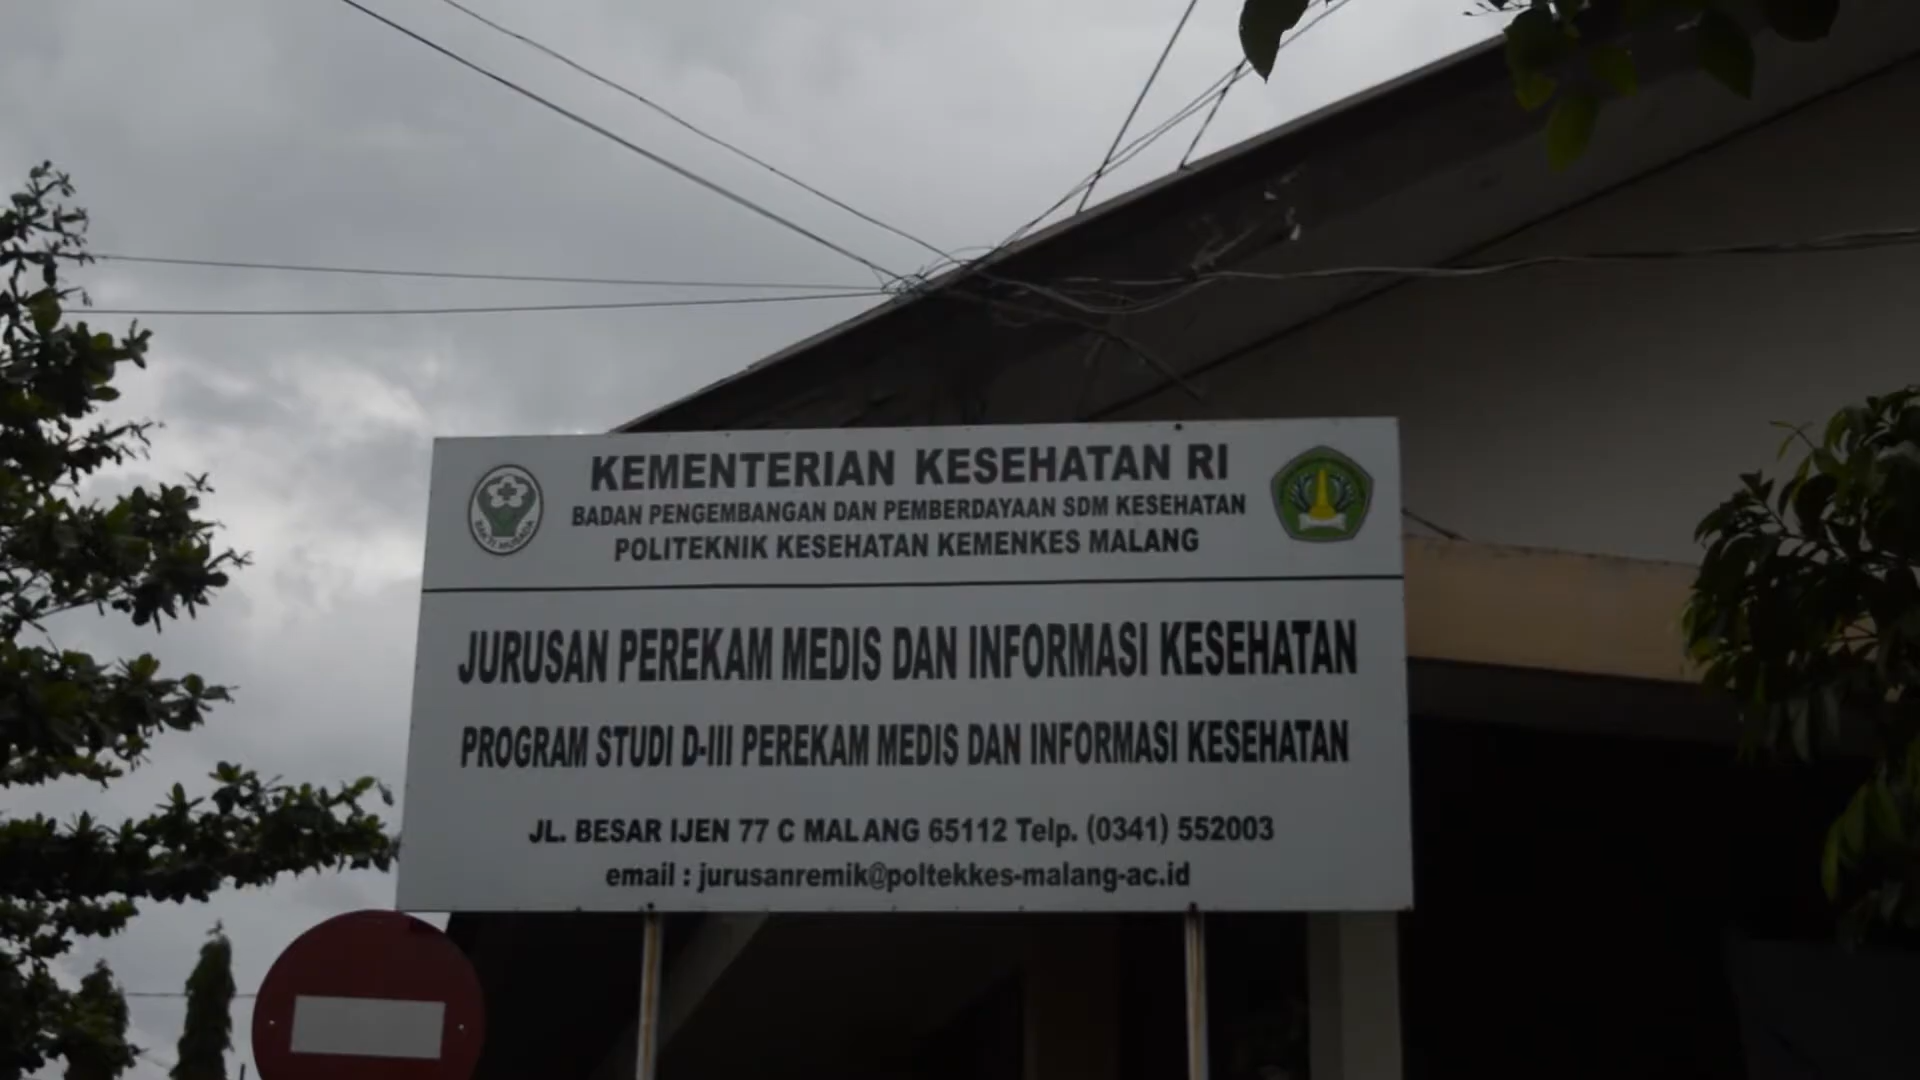 KEMENTERIAN KESEHATAN RI
BADAN PENGEMBANGAN DAN PEMBERDAYAAN SDM KESEHATAN
POLITEKNIK KESEHATAN KEMENKES MALANG
BAKTI HUSADA
JURUSAN PEREKAM MEDIS DAN INFORMASI KESEHATAN
PROGRAM STUDI D-III PEREKAM MEDIS DAN INFORMASI KESEHATAN
JL. BESAR IJEN 77 C MALANG 65112 Telp. (0341) 552003
email : jurusanremik@poltekkes-malang-ac.id